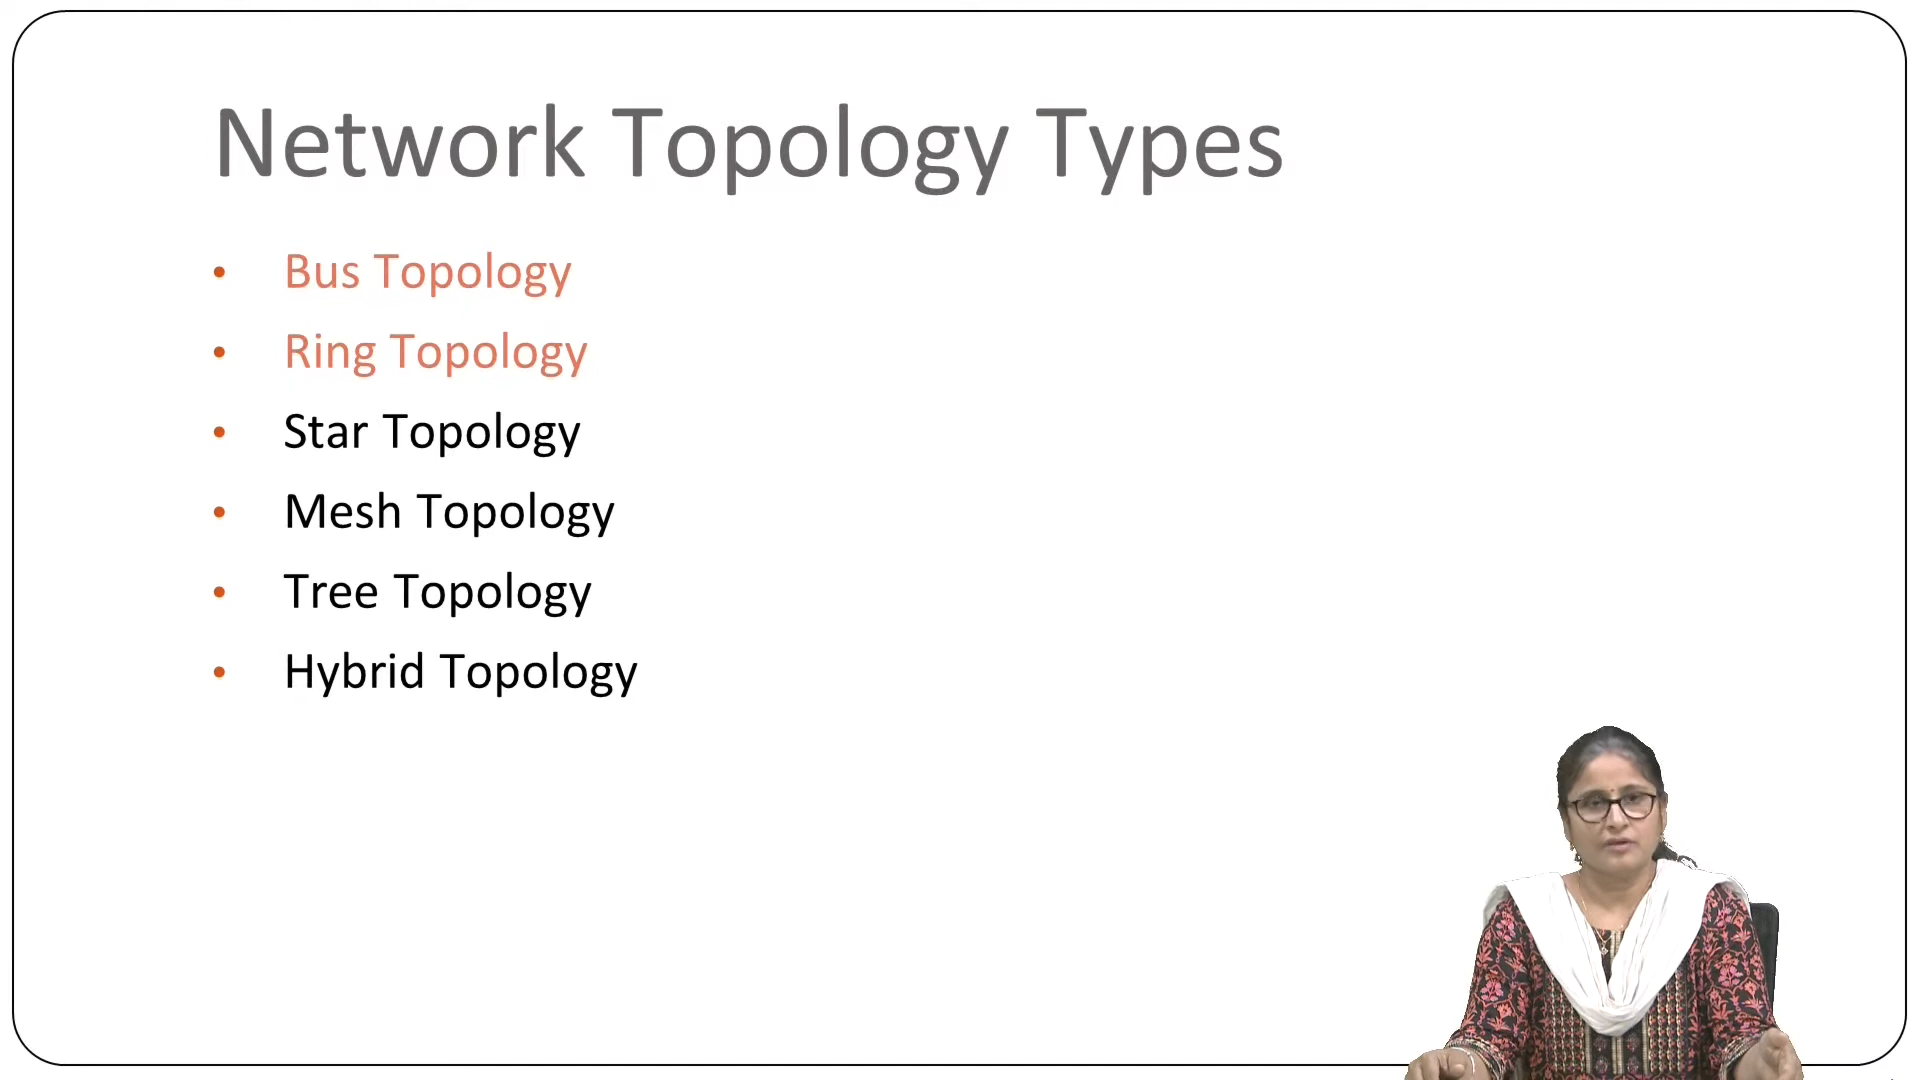 Network Topology Types
• Bus Topology
• Ring Topology
• Star Topology
• Mesh Topology
• Tree Topology
• Hybrid Topology